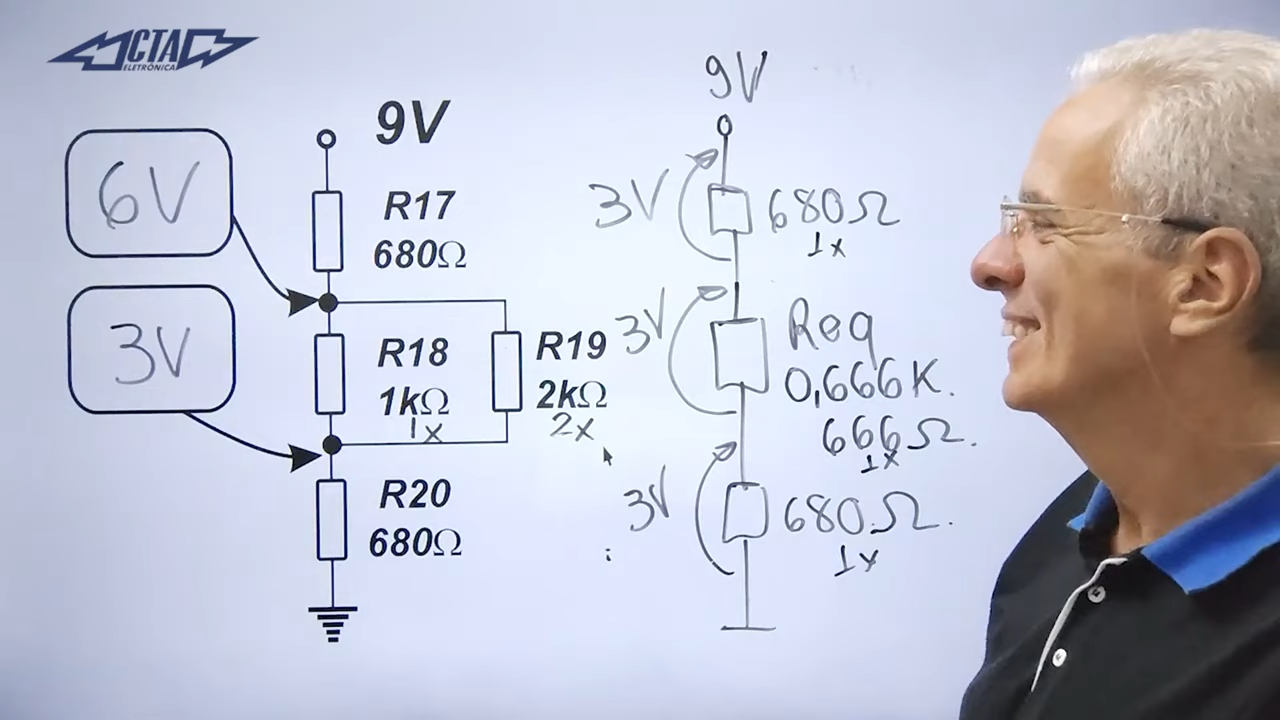 CTA
ELETRÔNICA
9V
6V
R17
680Ω
3V
R18
1kΩ
1x
R19
2kΩ
2x
R20
680Ω
9V
3V
680Ω
1x
3V
Req
0,666K.
666Ω.
1x
3V
680Ω.
1x